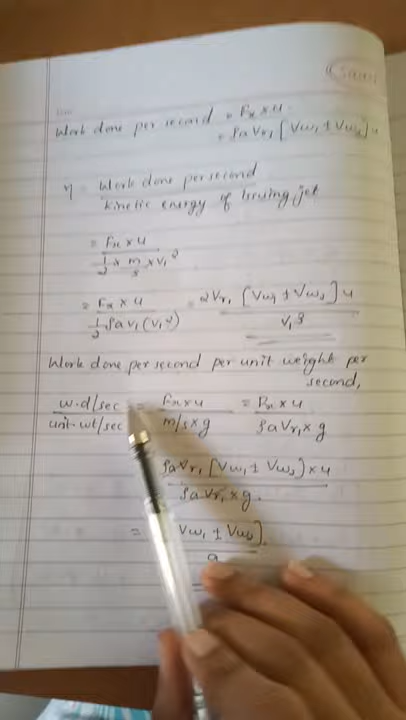 Work done per second = Fx × u
= ρa Vr₁ [Vw₁ ± Vw₂] u
η = Work done per second / kinetic energy of issuing jet
= Fx × u / ½ × m/s × V₁²
= Fx × u / ½ ρaV₁(V₁²) = 2Vr₁ [Vw₁ ± Vw₂] u / V₁³
Work done per second per unit weight per
second,
w.d/sec / unit-wt/sec = Fx × u / m/s × g = Fx × u / ρa Vr₁ × g
ρa Vr₁ [Vw₁ ± Vw₂] × u / ρa Vr₁ × g.
= Vw₁ ± Vw₂] / g